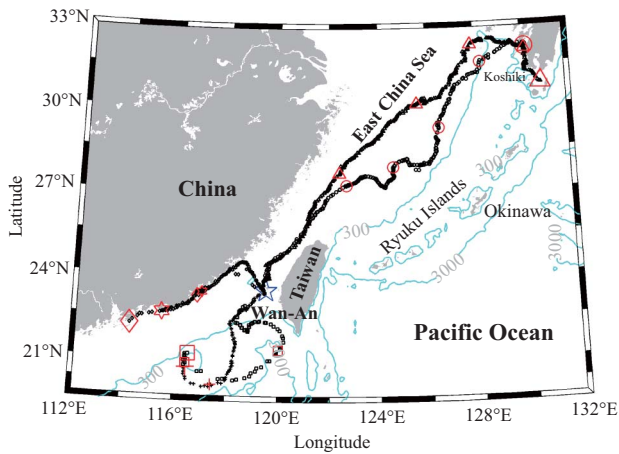 33°N
30°N
27°N
24°N
21°N
Latitude
China
East China Sea
Koshiki
300
Okinawa
Ryuku Islands
300
3000
3000
Taiwan
Wan-An
Pacific Ocean
300
112°E
116°E
120°E
124°E
128°E
132°E
Longitude